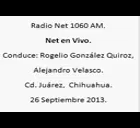 Radio Net 1060 AM.
Net en Vivo.
Conduce: Rogelio González Quiroz,
Alejandro Velasco.
Cd. Juárez, Chihuahua.
26 Septiembre 2013.